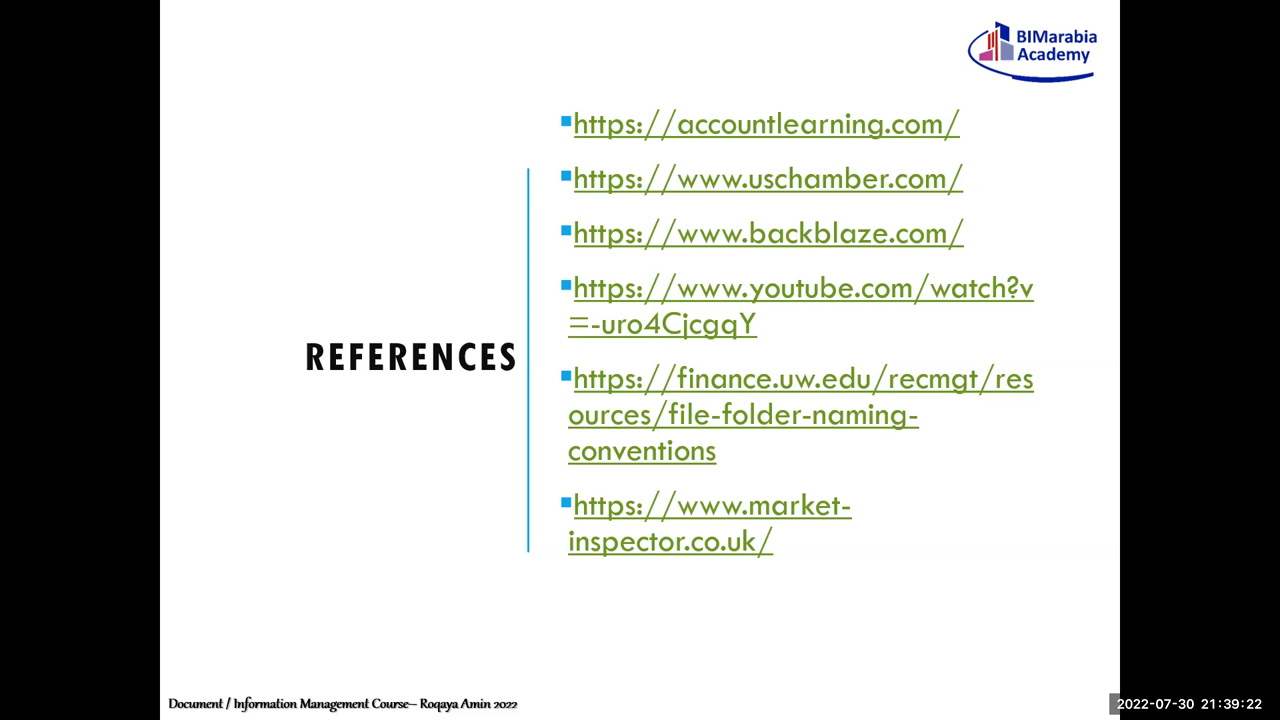 BIMarabia
Academy
https://accountlearning.com/
https://www.uschamber.com/
https://www.backblaze.com/
https://www.youtube.com/watch?v
=-uro4CjcgqY
REFERENCES
https://finance.uw.edu/recmgt/res
ources/file-folder-naming-
conventions
https://www.market-
inspector.co.uk/
Document / Information Management Course– Roqaya Amin 2022
2022-07-30 21:39:22